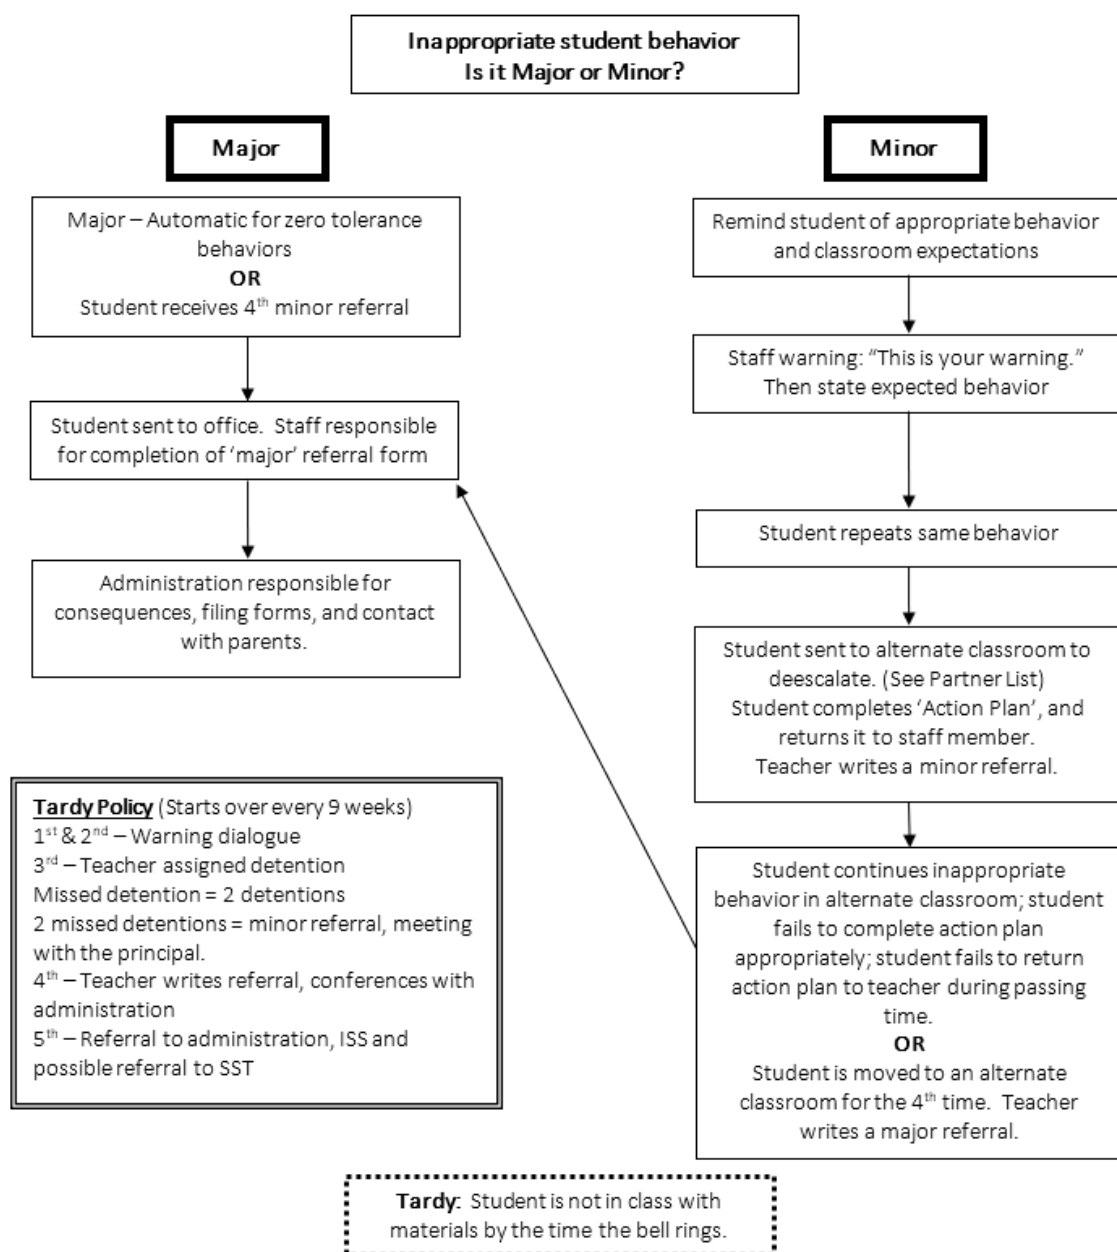 Inappropriate student behavior
Is it Major or Minor?
Major
Major – Automatic for zero tolerance
behaviors
OR
Student receives 4th minor referral
Student sent to office.  Staff responsible
for completion of ‘major’ referral form
Administration responsible for
consequences, filing forms, and contact
with parents.
Minor
Remind student of appropriate behavior
and classroom expectations
Staff warning: “This is your warning.”
Then state expected behavior
Student repeats same behavior
Student sent to alternate classroom to
deescalate. (See Partner List)
Student completes ‘Action Plan’, and
returns it to staff member.
Teacher writes a minor referral.
Student continues inappropriate
behavior in alternate classroom; student
fails to complete action plan
appropriately; student fails to return
action plan to teacher during passing
time.
OR
Student is moved to an alternate
classroom for the 4th time.  Teacher
writes a major referral.
Tardy Policy (Starts over every 9 weeks)
1st & 2nd – Warning dialogue
3rd – Teacher assigned detention
Missed detention = 2 detentions
2 missed detentions = minor referral, meeting
with the principal.
4th – Teacher writes referral, conferences with
administration
5th – Referral to administration, ISS and
possible referral to SST
Tardy:  Student is not in class with
materials by the time the bell rings.